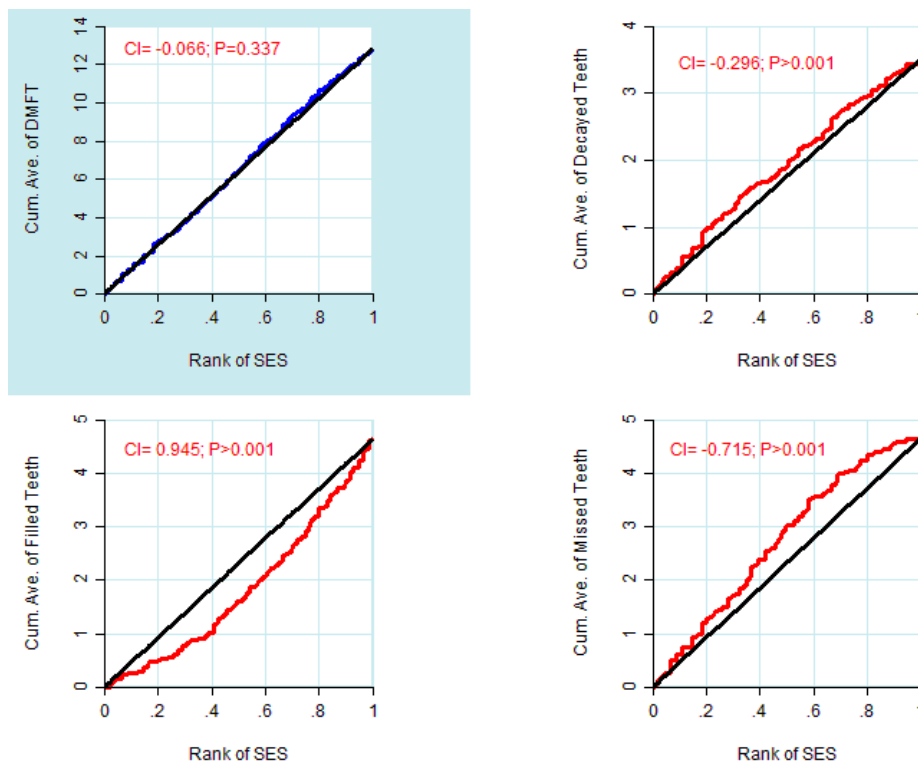 CI= -0.066; P=0.337
Cum. Ave. of DMFT
14
12
10
8
6
4
2
0
0 .2 .4 .6 .8 1
Rank of SES
CI= -0.296; P>0.001
Cum. Ave. of Decayed Teeth
4
3
2
1
0
0 .2 .4 .6 .8 1
Rank of SES
CI= 0.945; P>0.001
Cum. Ave. of Filled Teeth
5
4
3
2
1
0
0 .2 .4 .6 .8 1
Rank of SES
CI= -0.715; P>0.001
Cum. Ave. of Missed Teeth
5
4
3
2
1
0
0 .2 .4 .6 .8 1
Rank of SES